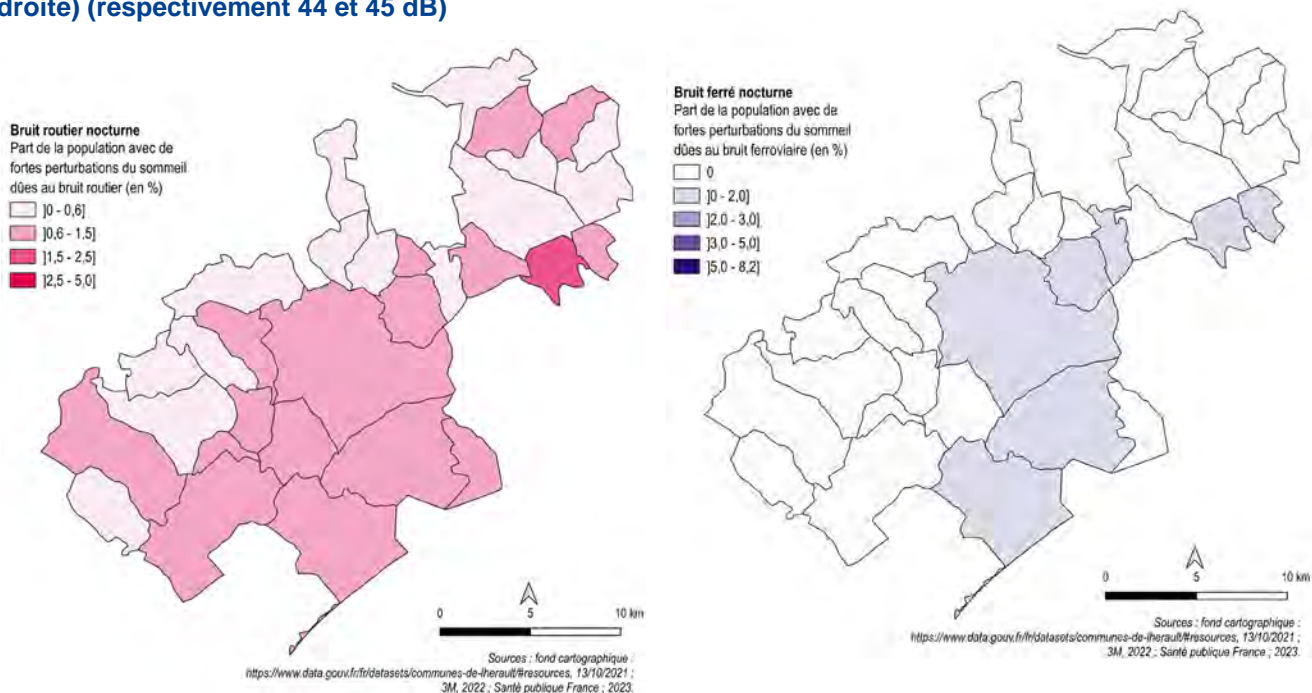 droite) (respectivement 44 et 45 dB)
Bruit routier nocturne
Part de la population avec de
fortes perturbations du sommeil
dûes au bruit routier (en %)
]0 - 0,6]
]0,6 - 1,5]
]1,5 - 2,5]
]2,5 - 5,0]
0 5 10 km
Sources : fond cartographique :
https://www.data.gouv.fr/fr/datasets/communes-de-lherault/#resources, 13/10/2021 ;
3M, 2022 ; Santé publique France ; 2023.
Bruit ferré nocturne
Part de la population avec de
fortes perturbations du sommeil
dûes au bruit ferroviaire (en %)
0
]0 - 2,0]
]2,0 - 3,0]
]3,0 - 5,0]
]5,0 - 8,2]
0 5 10 km
Sources : fond cartographique :
https://www.data.gouv.fr/fr/datasets/communes-de-lherault/#resources, 13/10/2021 ;
3M, 2022 ; Santé publique France ; 2023.